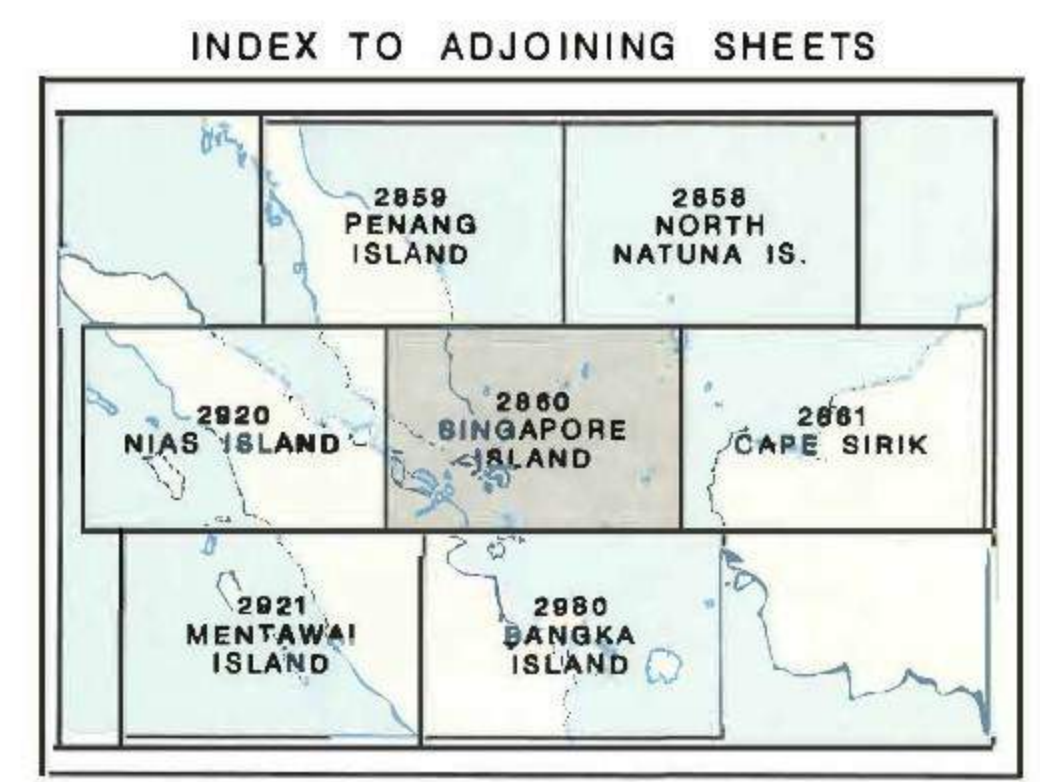 INDEX TO ADJOINING SHEETS
2859
PENANG
ISLAND
2858
NORTH
NATUNA IS.
2920
NIAS ISLAND
2860
SINGAPORE
ISLAND
2861
CAPE SIRIK
2921
MENTAWAI
ISLAND
2980
BANGKA
ISLAND